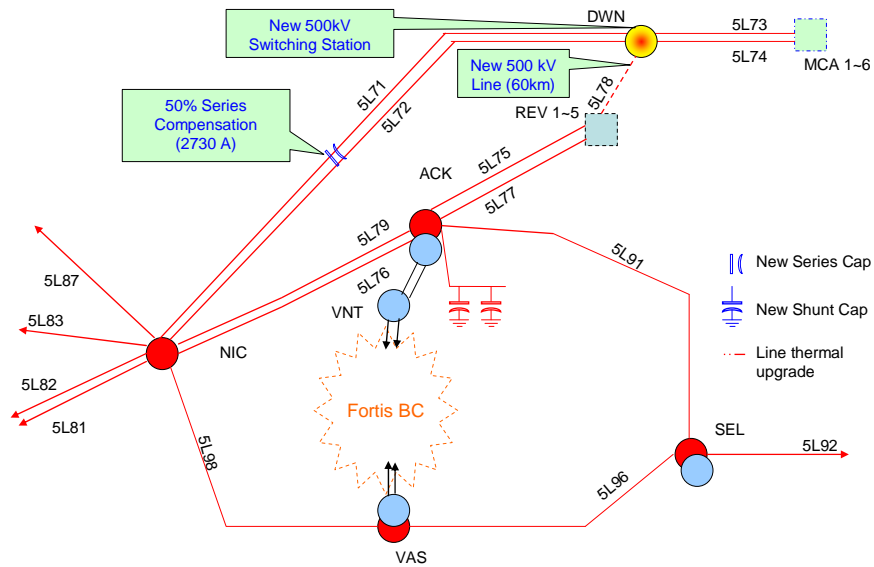 DWN
New 500kV
Switching Station
5L73
5L74
MCA 1~6
New 500 kV
Line (60km)
5L78
REV 1~5
5L71
5L72
50% Series
Compensation
(2730 A)
ACK
5L75
5L77
5L79
5L76
5L91
5L87
5L83
VNT
NIC
New Series Cap
New Shunt Cap
Line thermal
upgrade
5L82
5L81
Fortis BC
SEL
5L92
5L98
5L96
VAS